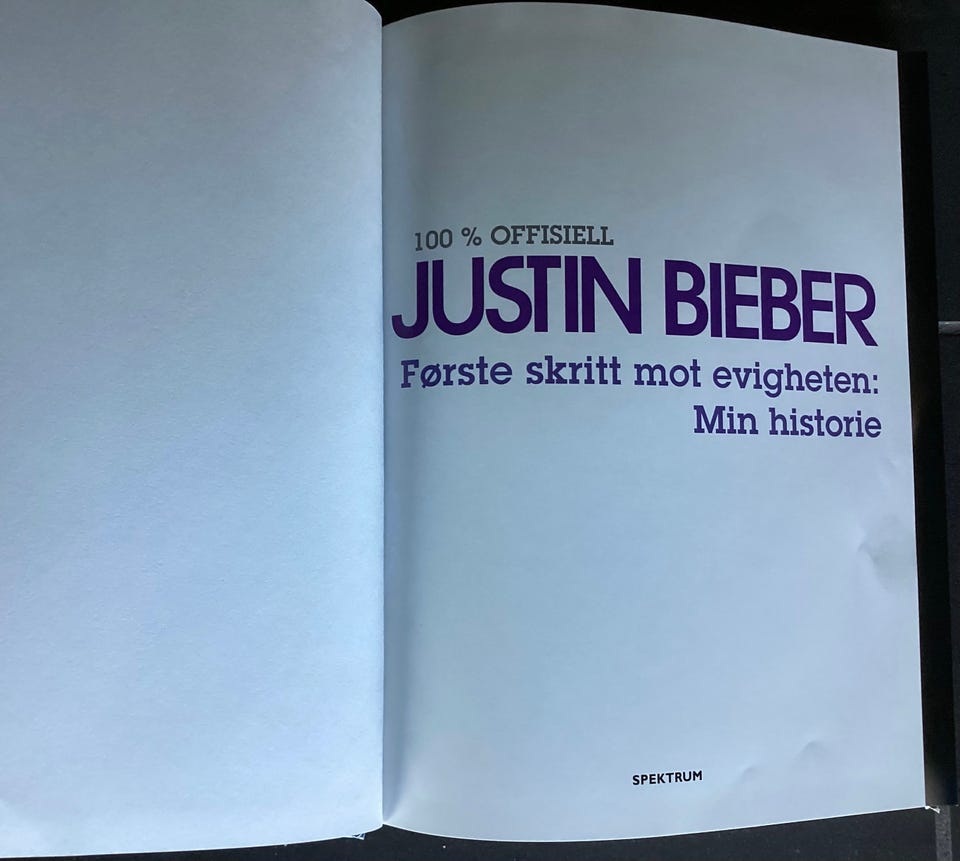 100 % OFFISIELL
JUSTIN BIEBER
Første skritt mot evigheten:
Min historie
SPEKTRUM